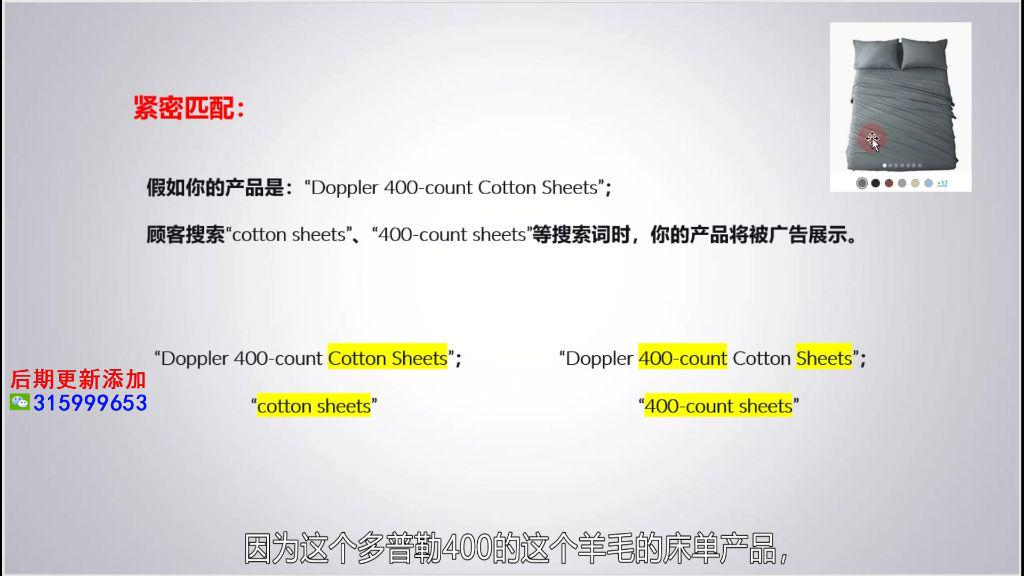 紧密匹配：
假如你的产品是：“Doppler 400-count Cotton Sheets”；
顾客搜索“cotton sheets”、“400-count sheets”等搜索词时，你的产品将被广告展示。
+17
“Doppler 400-count Cotton Sheets”；
“Doppler 400-count Cotton Sheets”；
“cotton sheets”
“400-count sheets”
后期更新添加
315999653
因为这个多普勒400的这个羊毛的床单产品，